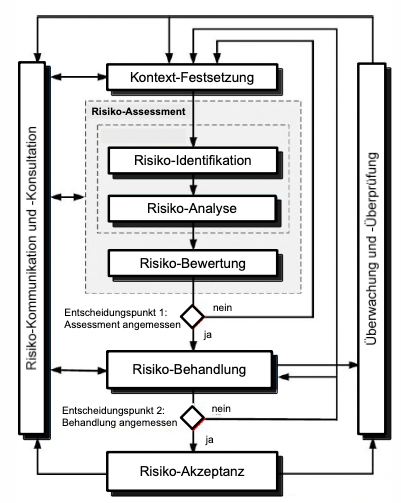 Kontext-Festsetzung
Risiko-Assessment
Risiko-Identifikation
Risiko-Analyse
Risiko-Bewertung
Entscheidungspunkt 1:
Assessment angemessen
nein
ja
Risiko-Behandlung
Entscheidungspunkt 2:
Behandlung angemessen
nein
ja
Risiko-Akzeptanz
Risiko-Kommunikation und -Konsultation
Überwachung und -Überprüfung